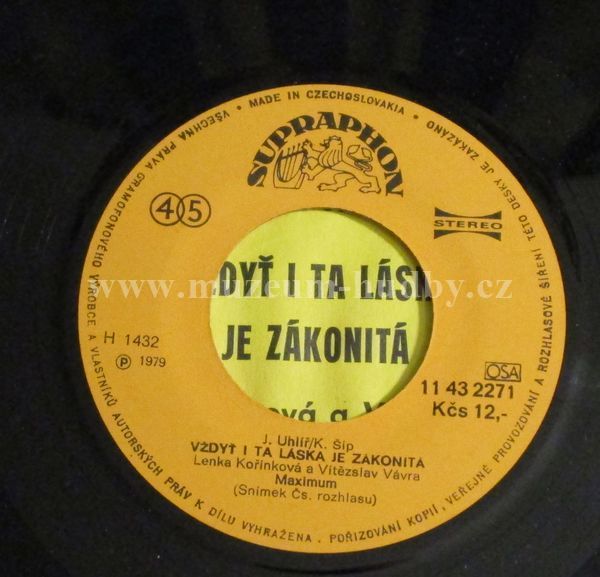 VŠECHNA PRÁVA GRAMOFONOVÉHO VÝROBCE A VLASTNÍKŮ AUTORSKÝCH PRÁV K DÍLU VYHRAŽENA. POŘIZOVÁNÍ KOPIÍ, VEŘEJNÉ PROVOZOVÁNÍ A ROZHLASOVÉ ŠÍŘENÍ TÉTO DESKY JE ZAKÁZÁNO
• MADE IN CZECHOSLOVAKIA •
SUPRAPHON
45
STEREO
DYŤ I TA LÁSK
www.muzeum-hudby.cz
JE ZÁKONITÁ
H 1432
Ⓟ 1979
OSA
11 43 2271
Kčs 12,-
J. Uhlíř/K. Šíp
VŽDYŤ I TA LÁSKA JE ZÁKONITÁ
Lenka Kořínková a Vítězslav Vávra
Maximum
(Snímek Čs. rozhlasu)